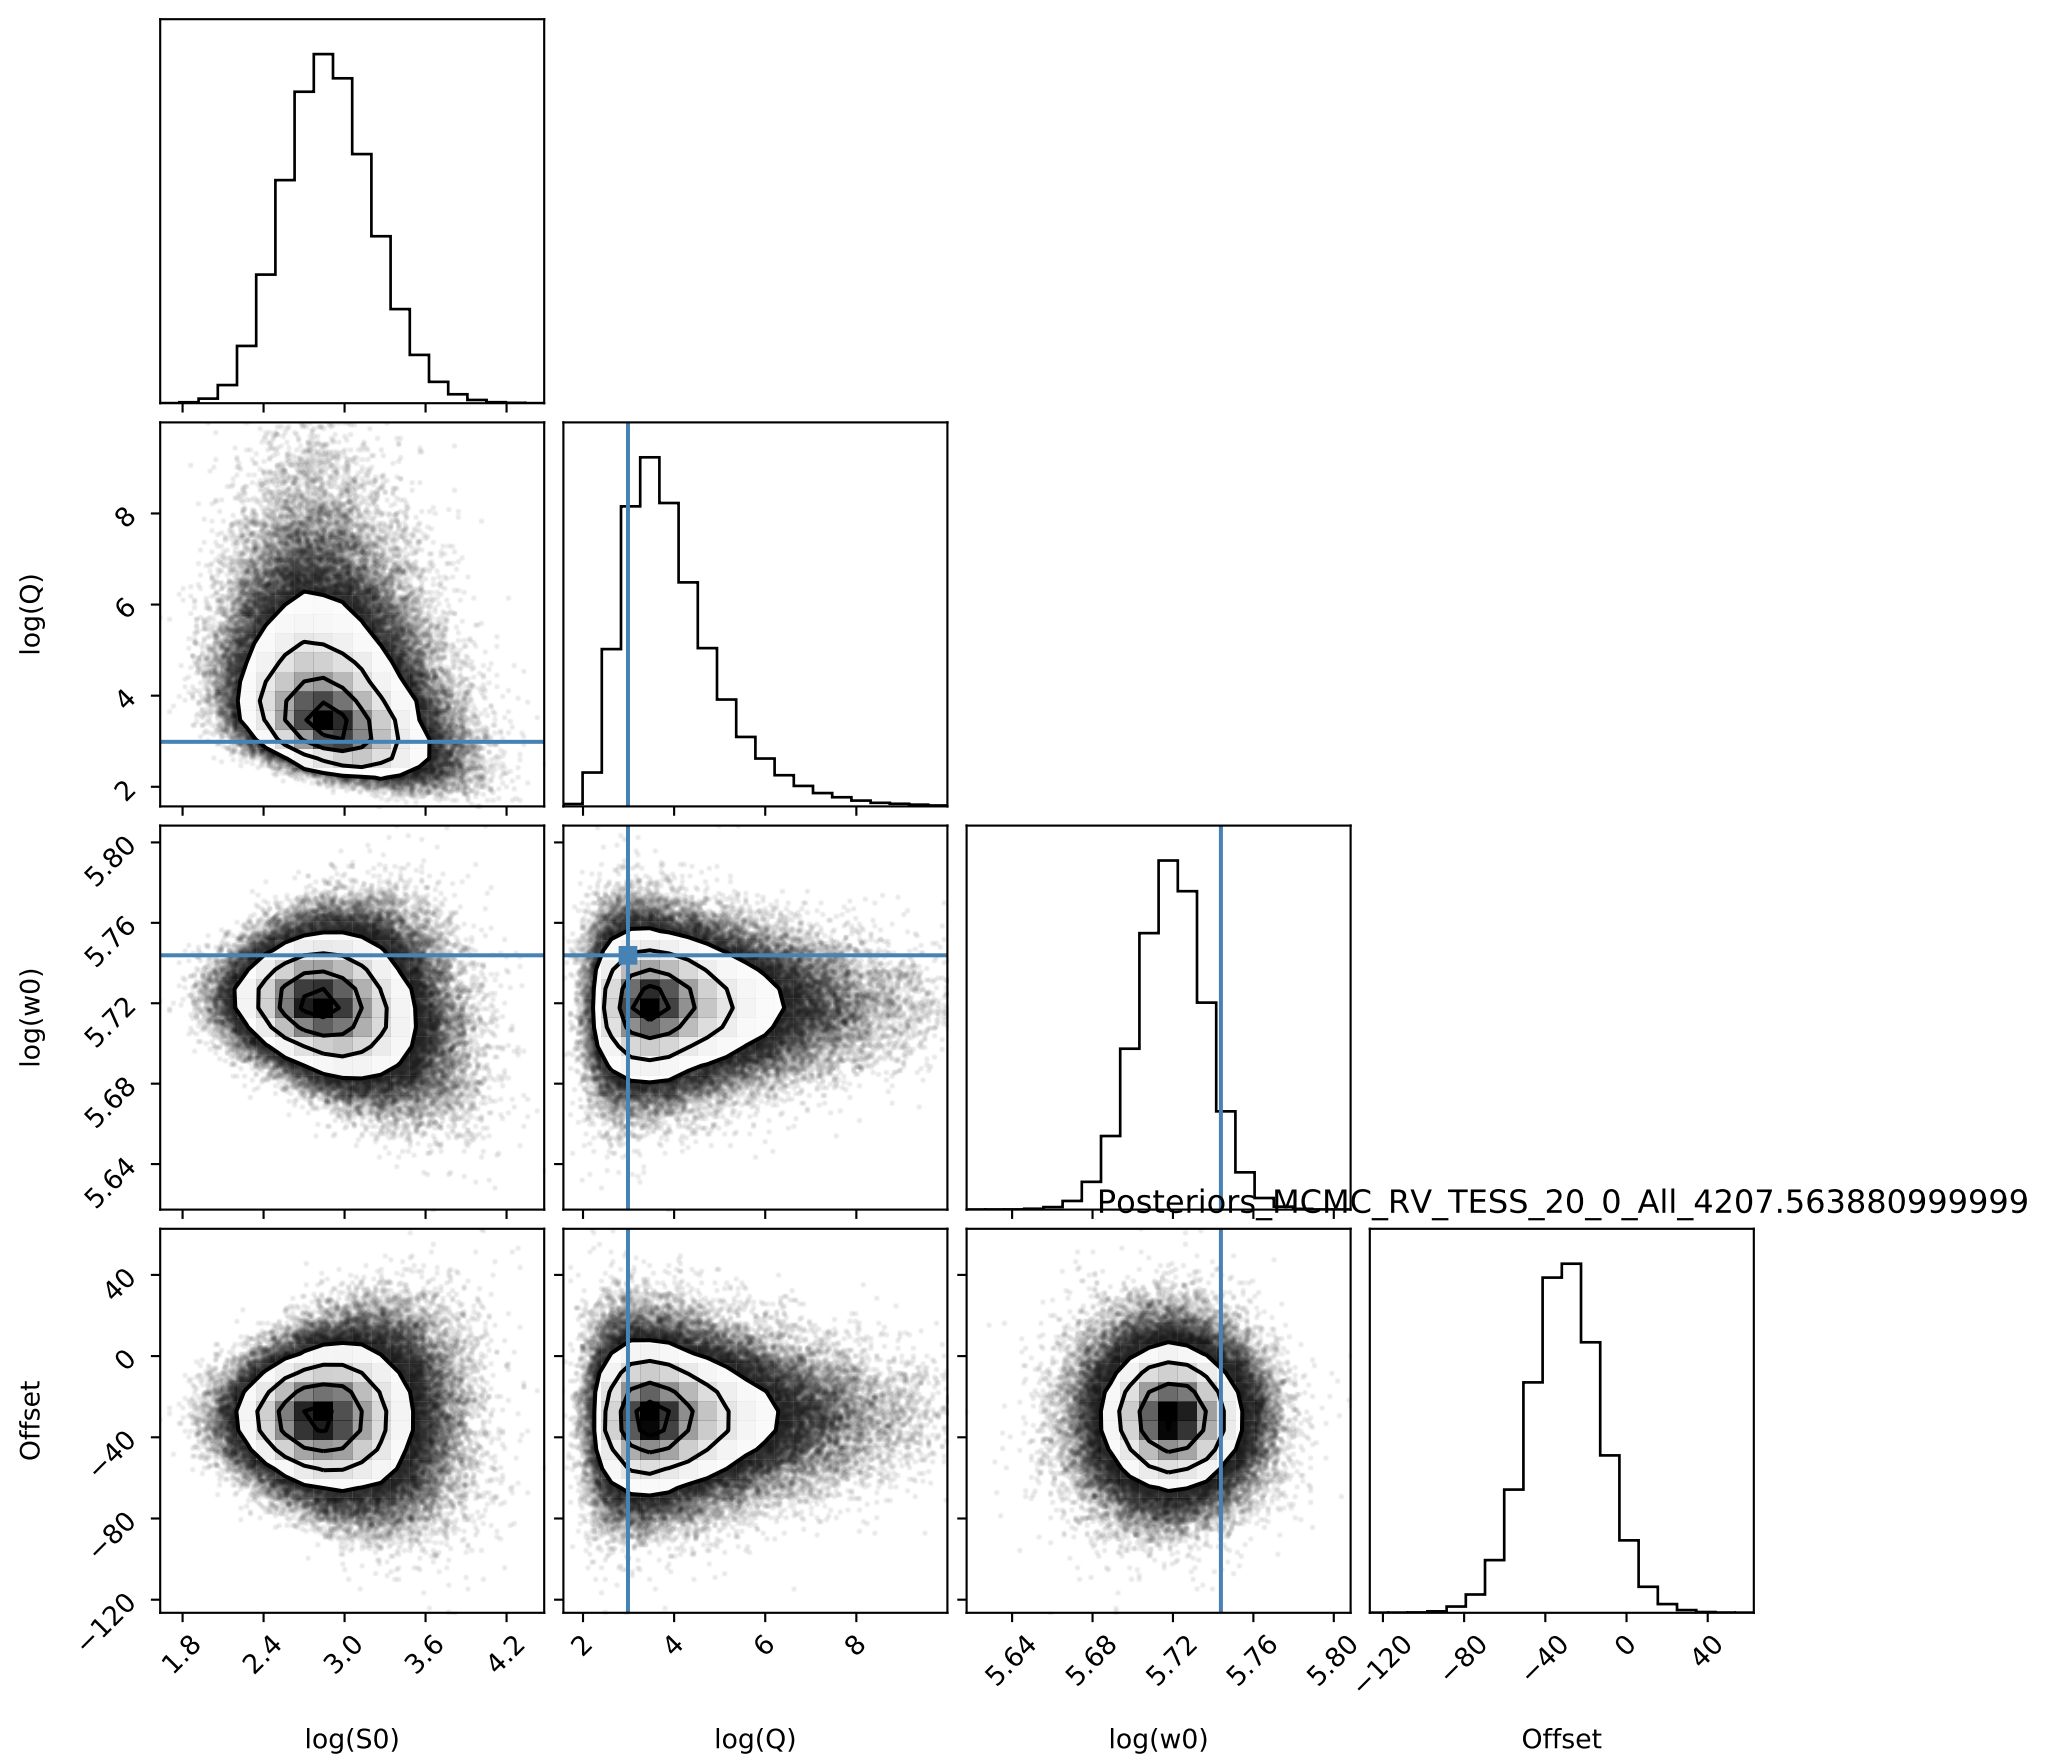 log(Q)
8
6
4
2
log(w0)
5.80
5.76
5.72
5.68
5.64
Posteriors_MCMC_RV_TESS_20_0_All_4207.563880999999
Offset
40
0
−40
−80
−120
1.8 2.4 3.0 3.6 4.2 2 4 6 8 5.64 5.68 5.72 5.76 5.80 −120 −80 −40 0 40
log(S0) log(Q) log(w0) Offset